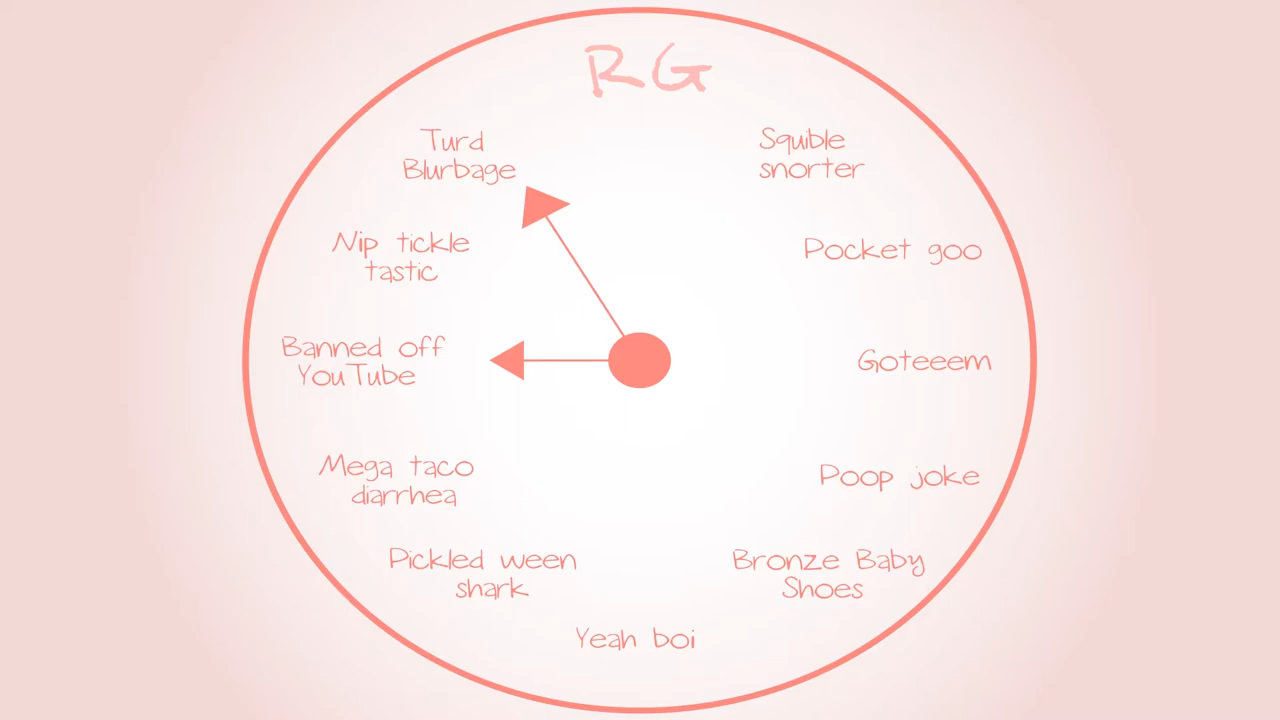 RG
Squible
snorter
Pocket goo
Goteeem
Poop joke
Bronze Baby
Shoes
Yeah boi
Pickled ween
shark
Mega taco
diarrhea
Banned off
YouTube
Nip tickle
tastic
Turd
Blurbage